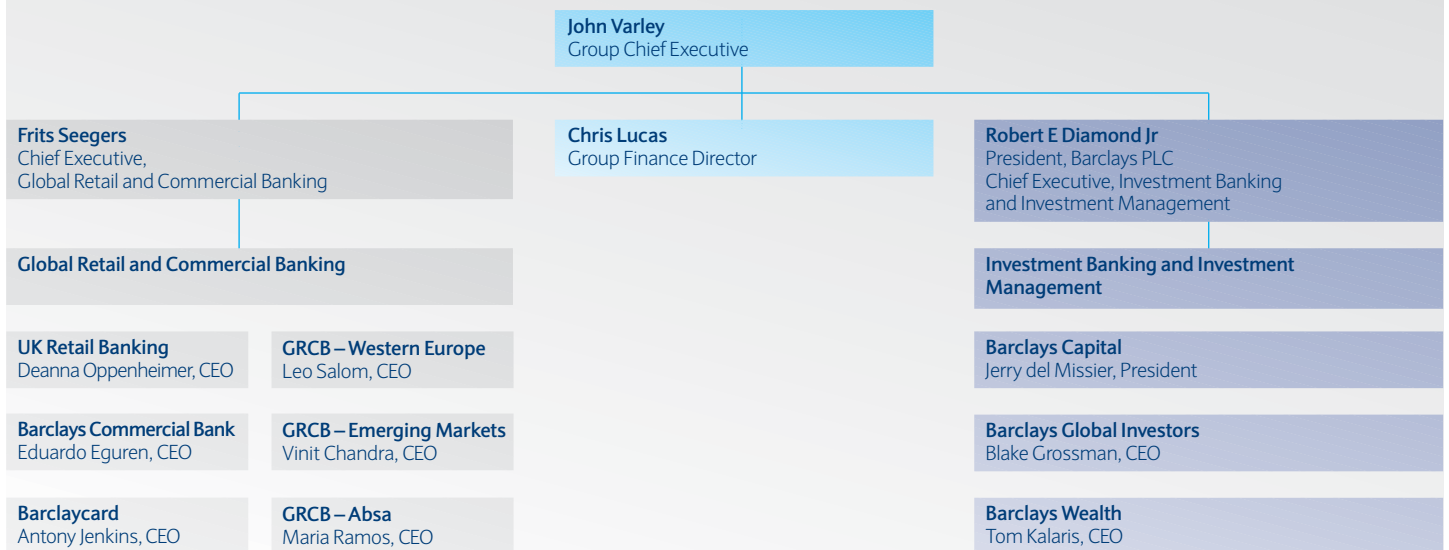 John Varley
Group Chief Executive
Frits Seegers
Chief Executive,
Global Retail and Commercial Banking
Chris Lucas
Group Finance Director
Robert E Diamond Jr
President, Barclays PLC
Chief Executive, Investment Banking
and Investment Management
Global Retail and Commercial Banking
Investment Banking and Investment
Management
UK Retail Banking
Deanna Oppenheimer, CEO
GRCB – Western Europe
Leo Salom, CEO
Barclays Capital
Jerry del Missier, President
Barclays Commercial Bank
Eduardo Eguren, CEO
GRCB – Emerging Markets
Vinit Chandra, CEO
Barclays Global Investors
Blake Grossman, CEO
Barclaycard
Antony Jenkins, CEO
GRCB – Absa
Maria Ramos, CEO
Barclays Wealth
Tom Kalaris, CEO